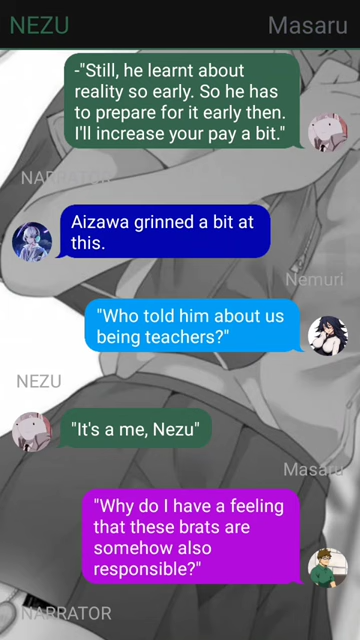 NEZU
Masaru
-"Still, he learnt about
reality so early. So he has
to prepare for it early then.
I'll increase your pay a bit."
NARRATOR
Aizawa grinned a bit at
this.
Nemuri
"Who told him about us
being teachers?"
NEZU
"It's a me, Nezu"
Masaru
"Why do I have a feeling
that these brats are
somehow also
responsible?"
NARRATOR